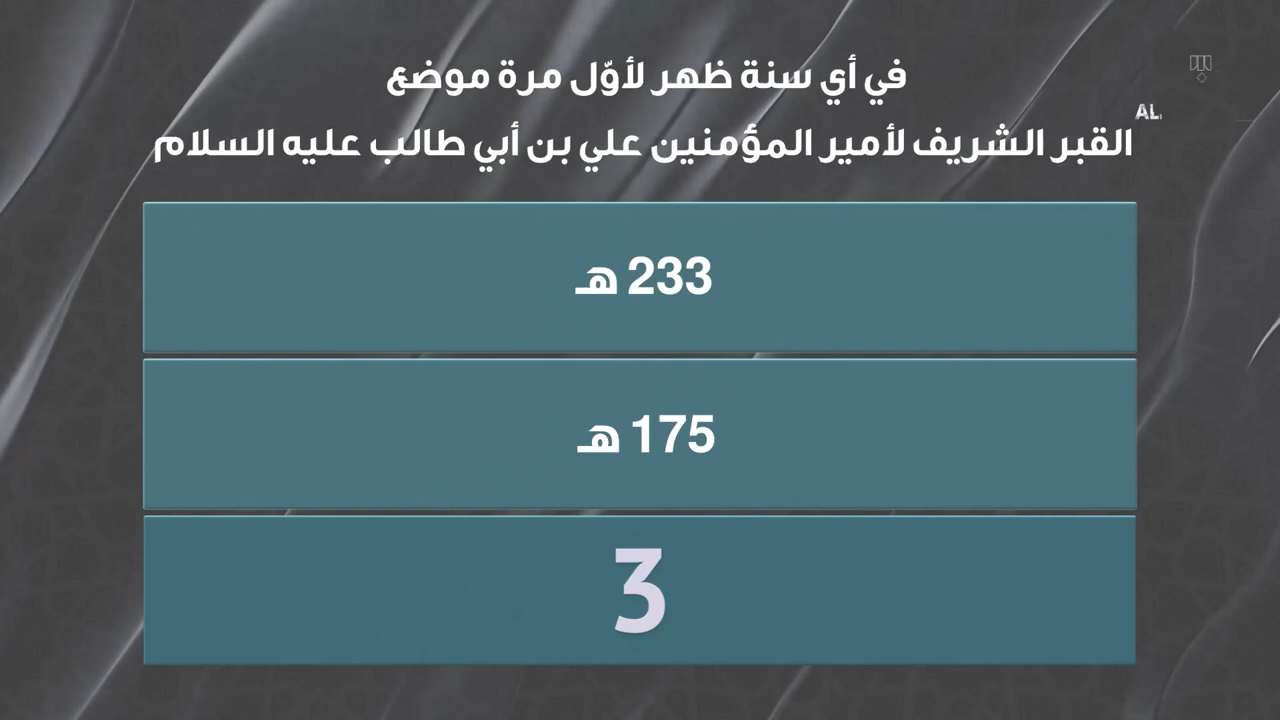 في أي سنة ظهر لأوّل مرة موضع
القبر الشريف لأمير المؤمنين علي بن أبي طالب عليه السلام
233 هـ
175 هـ
3
AL